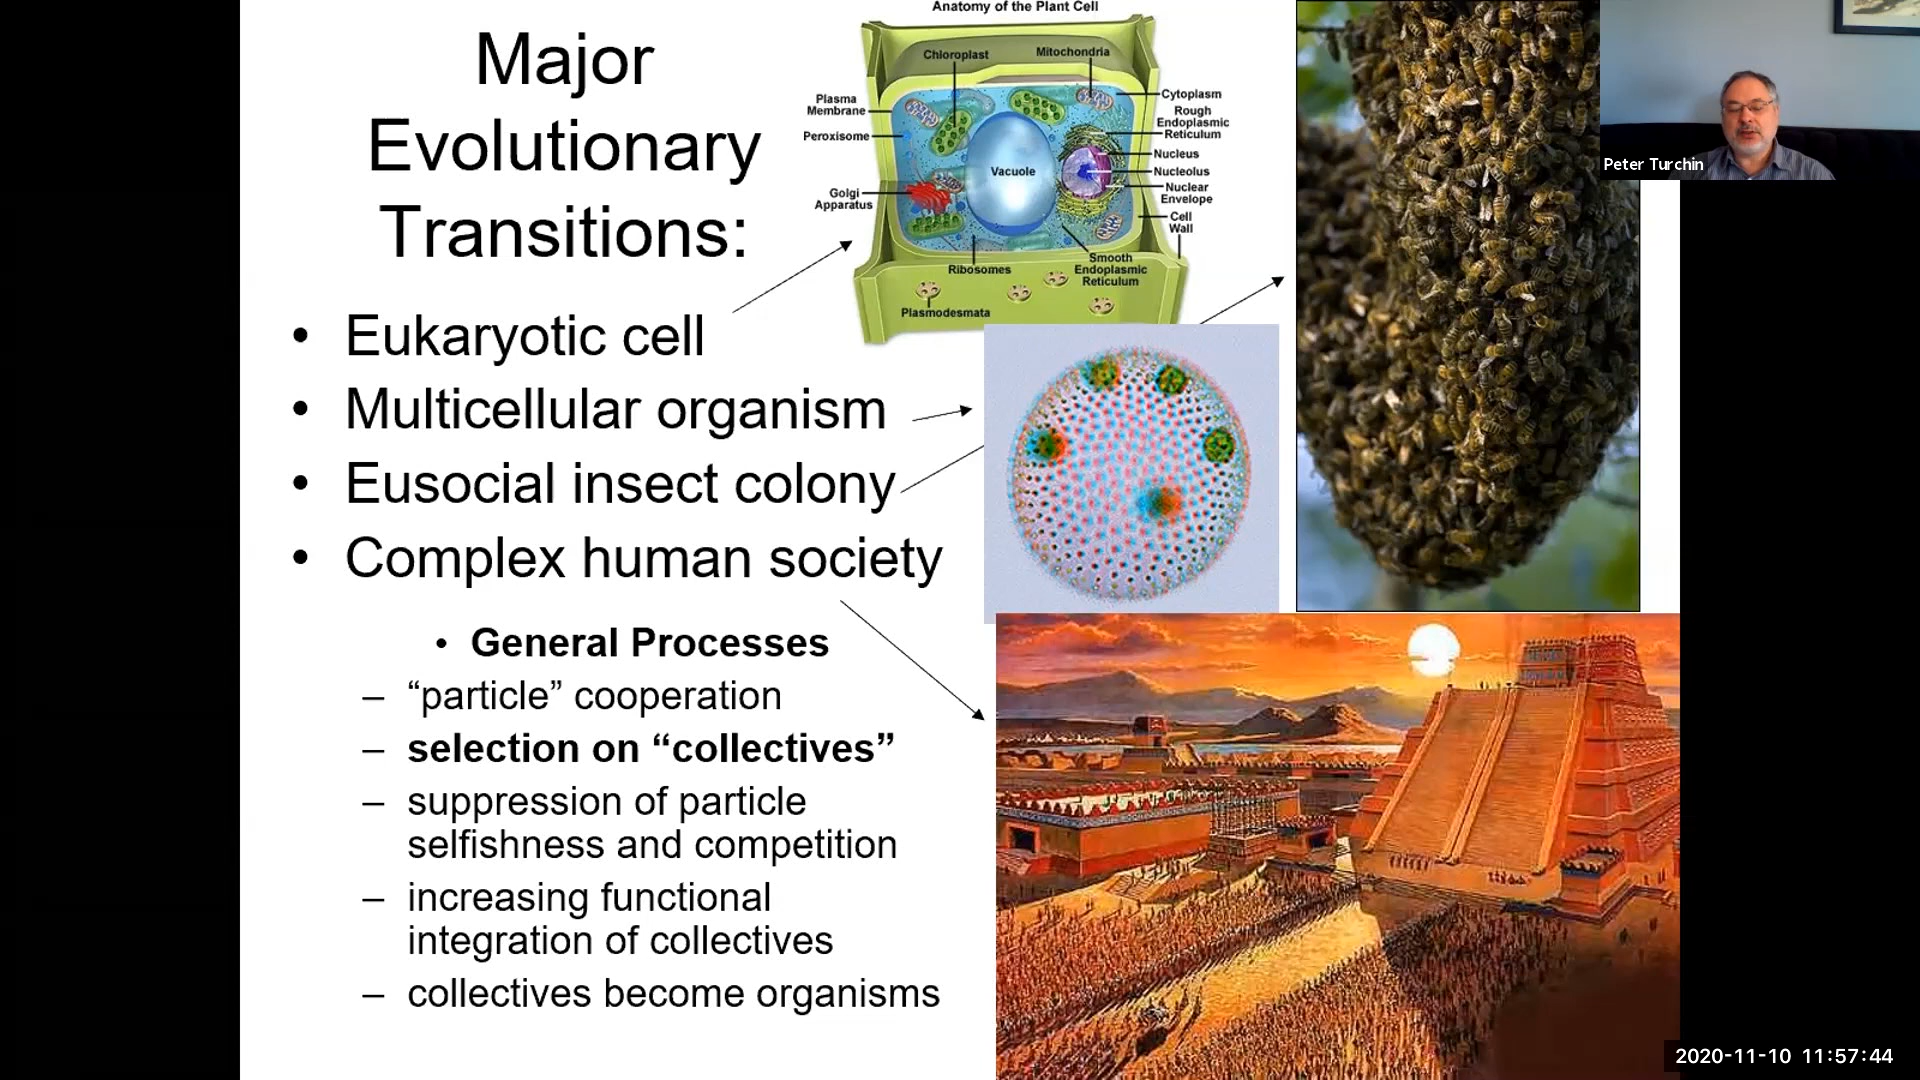 Major
Evolutionary
Transitions:
• Eukaryotic cell
• Multicellular organism
• Eusocial insect colony
• Complex human society
• General Processes
– “particle” cooperation
– selection on “collectives”
– suppression of particle
selfishness and competition
– increasing functional
integration of collectives
– collectives become organisms
Anatomy of the Plant Cell
Chloroplast
Mitochondria
Plasma
Membrane
Peroxisome
Golgi
Apparatus
Vacuole
Cytoplasm
Rough
Endoplasmic
Reticulum
Nucleus
Nucleolus
Nuclear
Envelope
Cell
Wall
Ribosomes
Smooth
Endoplasmic
Reticulum
Plasmodesmata
Peter Turchin
2020-11-10 11:57:44